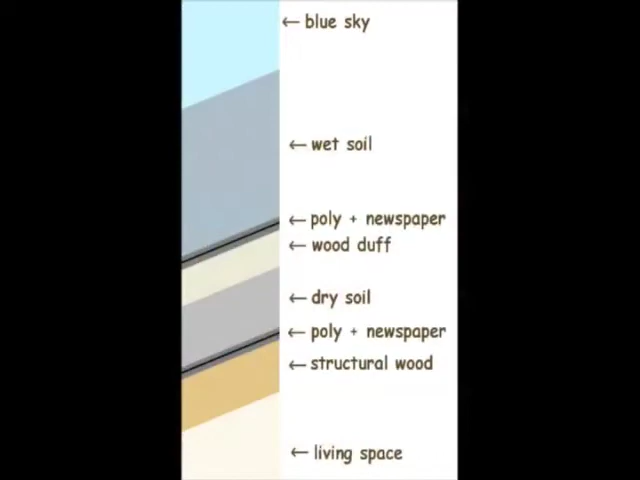 ← blue sky
← wet soil
← poly + newspaper
← wood duff
← dry soil
← poly + newspaper
← structural wood
← living space